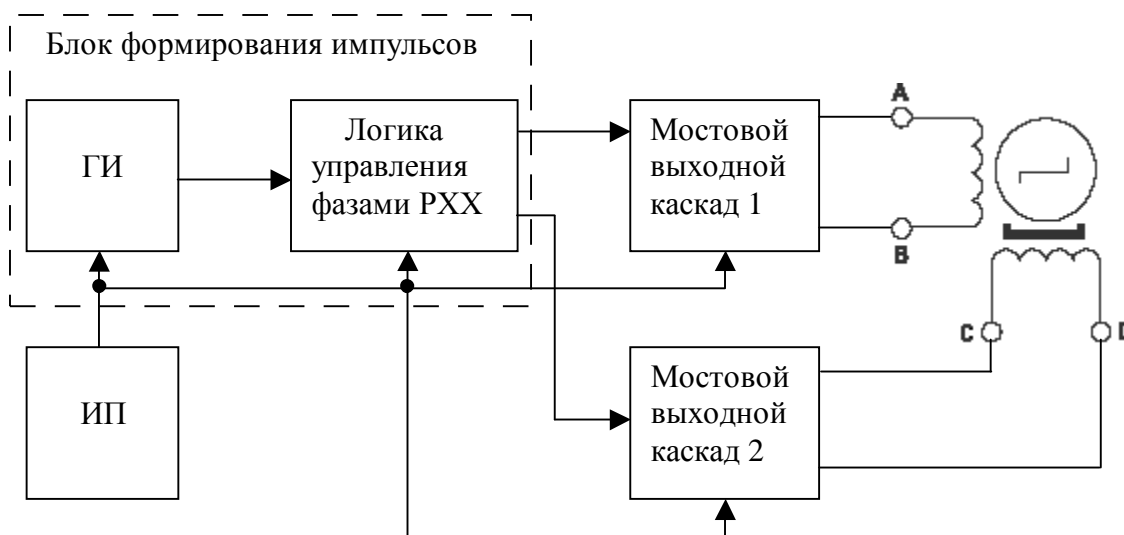 Блок формирования импульсов
ГИ
Логика
управления
фазами РХХ
Мостовой
выходной
каскад 1
A
B
ИП
Мостовой
выходной
каскад 2
C
D